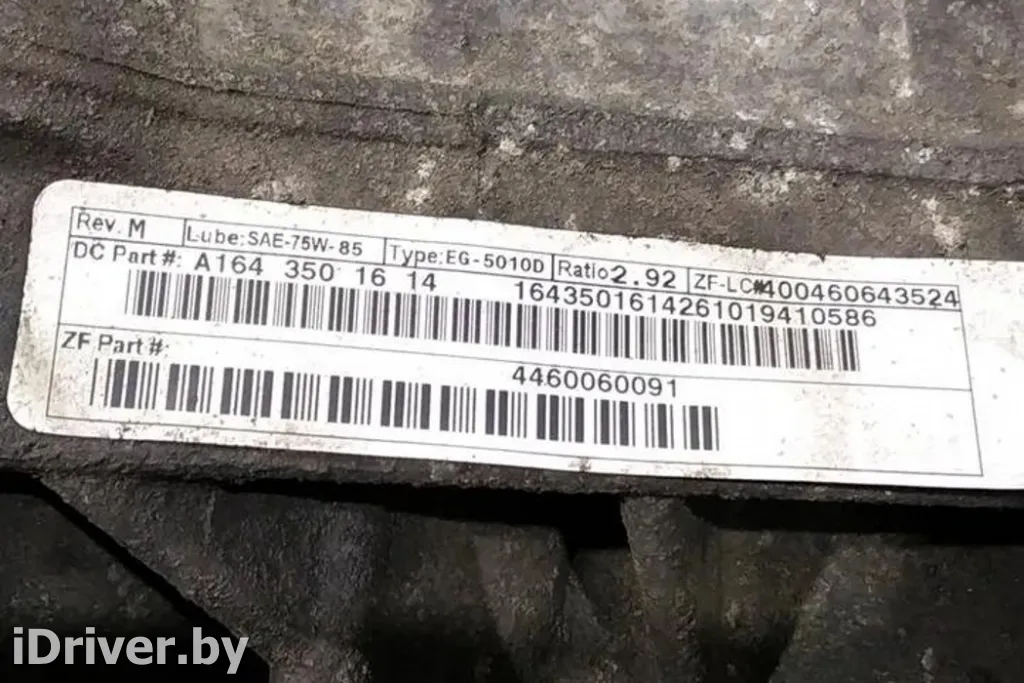 Rev. M Lube: SAE-75W-85 Type: EG-5010D Ratio 2.92 ZF-LC# 400460643524
DC Part #: A164 350 16 14 1643501614261019410586
ZF Part #:
4460060091
iDriver.by